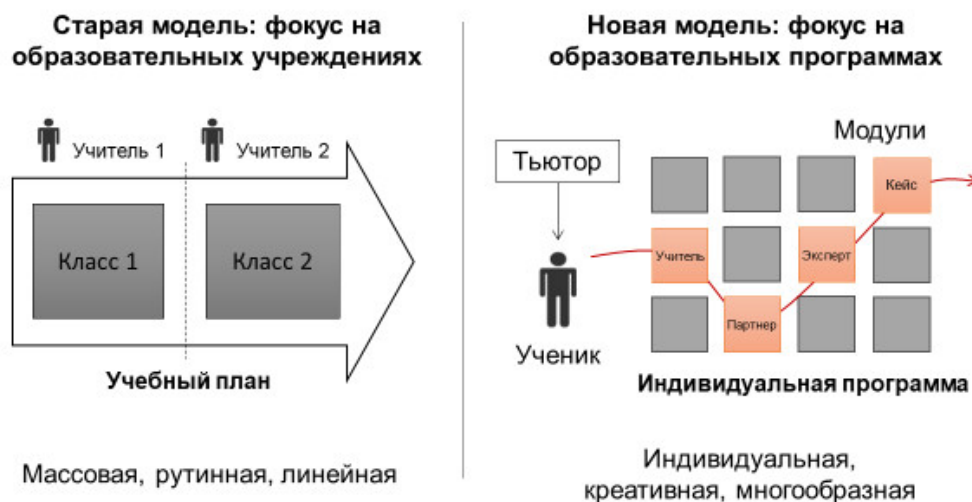 Старая модель: фокус на
образовательных учреждениях
Учитель 1
Учитель 2
Класс 1
Класс 2
Учебный план
Массовая, рутинная, линейная
Новая модель: фокус на
образовательных программах
Модули
Тьютор
Кейс
Учитель
Эксперт
Партнер
Ученик
Индивидуальная программа
Индивидуальная,
креативная, многообразная